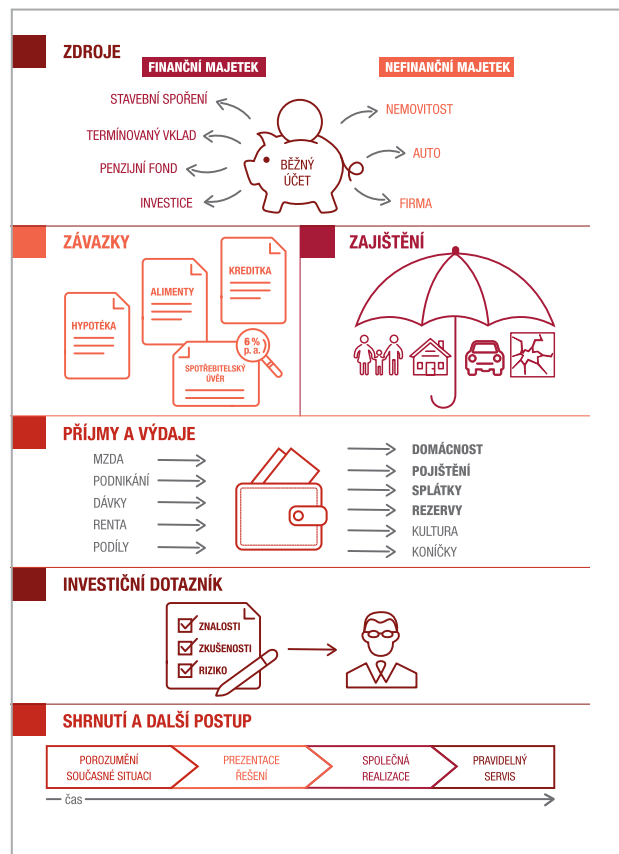 ZDROJE
FINANČNÍ MAJETEK
NEFINANČNÍ MAJETEK
STAVEBNÍ SPOŘENÍ
TERMÍNOVANÝ VKLAD
PENZIJNÍ FOND
INVESTICE
BĚŽNÝ
ÚČET
NEMOVITOST
AUTO
FIRMA
ZÁVAZKY
HYPOTÉKA
ALIMENTY
KREDITKA
SPOTŘEBITELSKÝ
ÚVĚR
6 %
p. a.
ZAJIŠTĚNÍ
PŘÍJMY A VÝDAJE
MZDA
PODNIKÁNÍ
DÁVKY
RENTA
PODÍLY
DOMÁCNOST
POJIŠTĚNÍ
SPLÁTKY
REZERVY
KULTURA
KONÍČKY
INVESTIČNÍ DOTAZNÍK
ZNALOSTI
ZKUŠENOSTI
RIZIKO
SHRNUTÍ A DALŠÍ POSTUP
POROZUMĚNÍ
SOUČASNÉ SITUACI
PREZENTACE
ŘEŠENÍ
SPOLEČNÁ
REALIZACE
PRAVIDELNÝ
SERVIS
čas